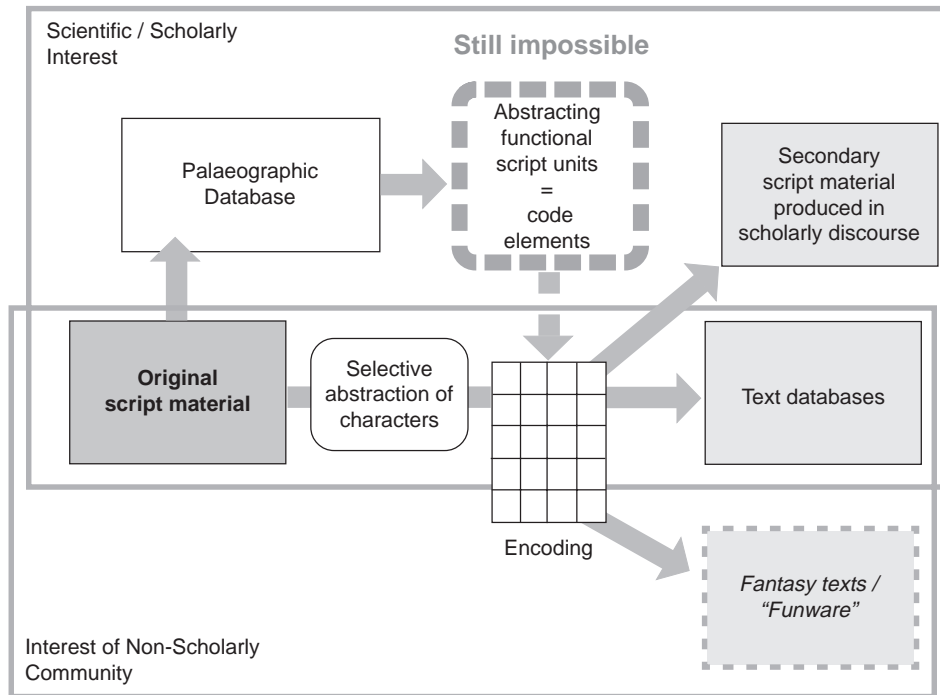 Scientific / Scholarly
Interest
Still impossible
Abstracting
functional
script units
=
code
elements
Palaeographic
Database
Secondary
script material
produced in
scholarly discourse
Original
script material
Selective
abstraction of
characters
Text databases
Encoding
Fantasy texts /
“Funware”
Interest of Non-Scholarly
Community